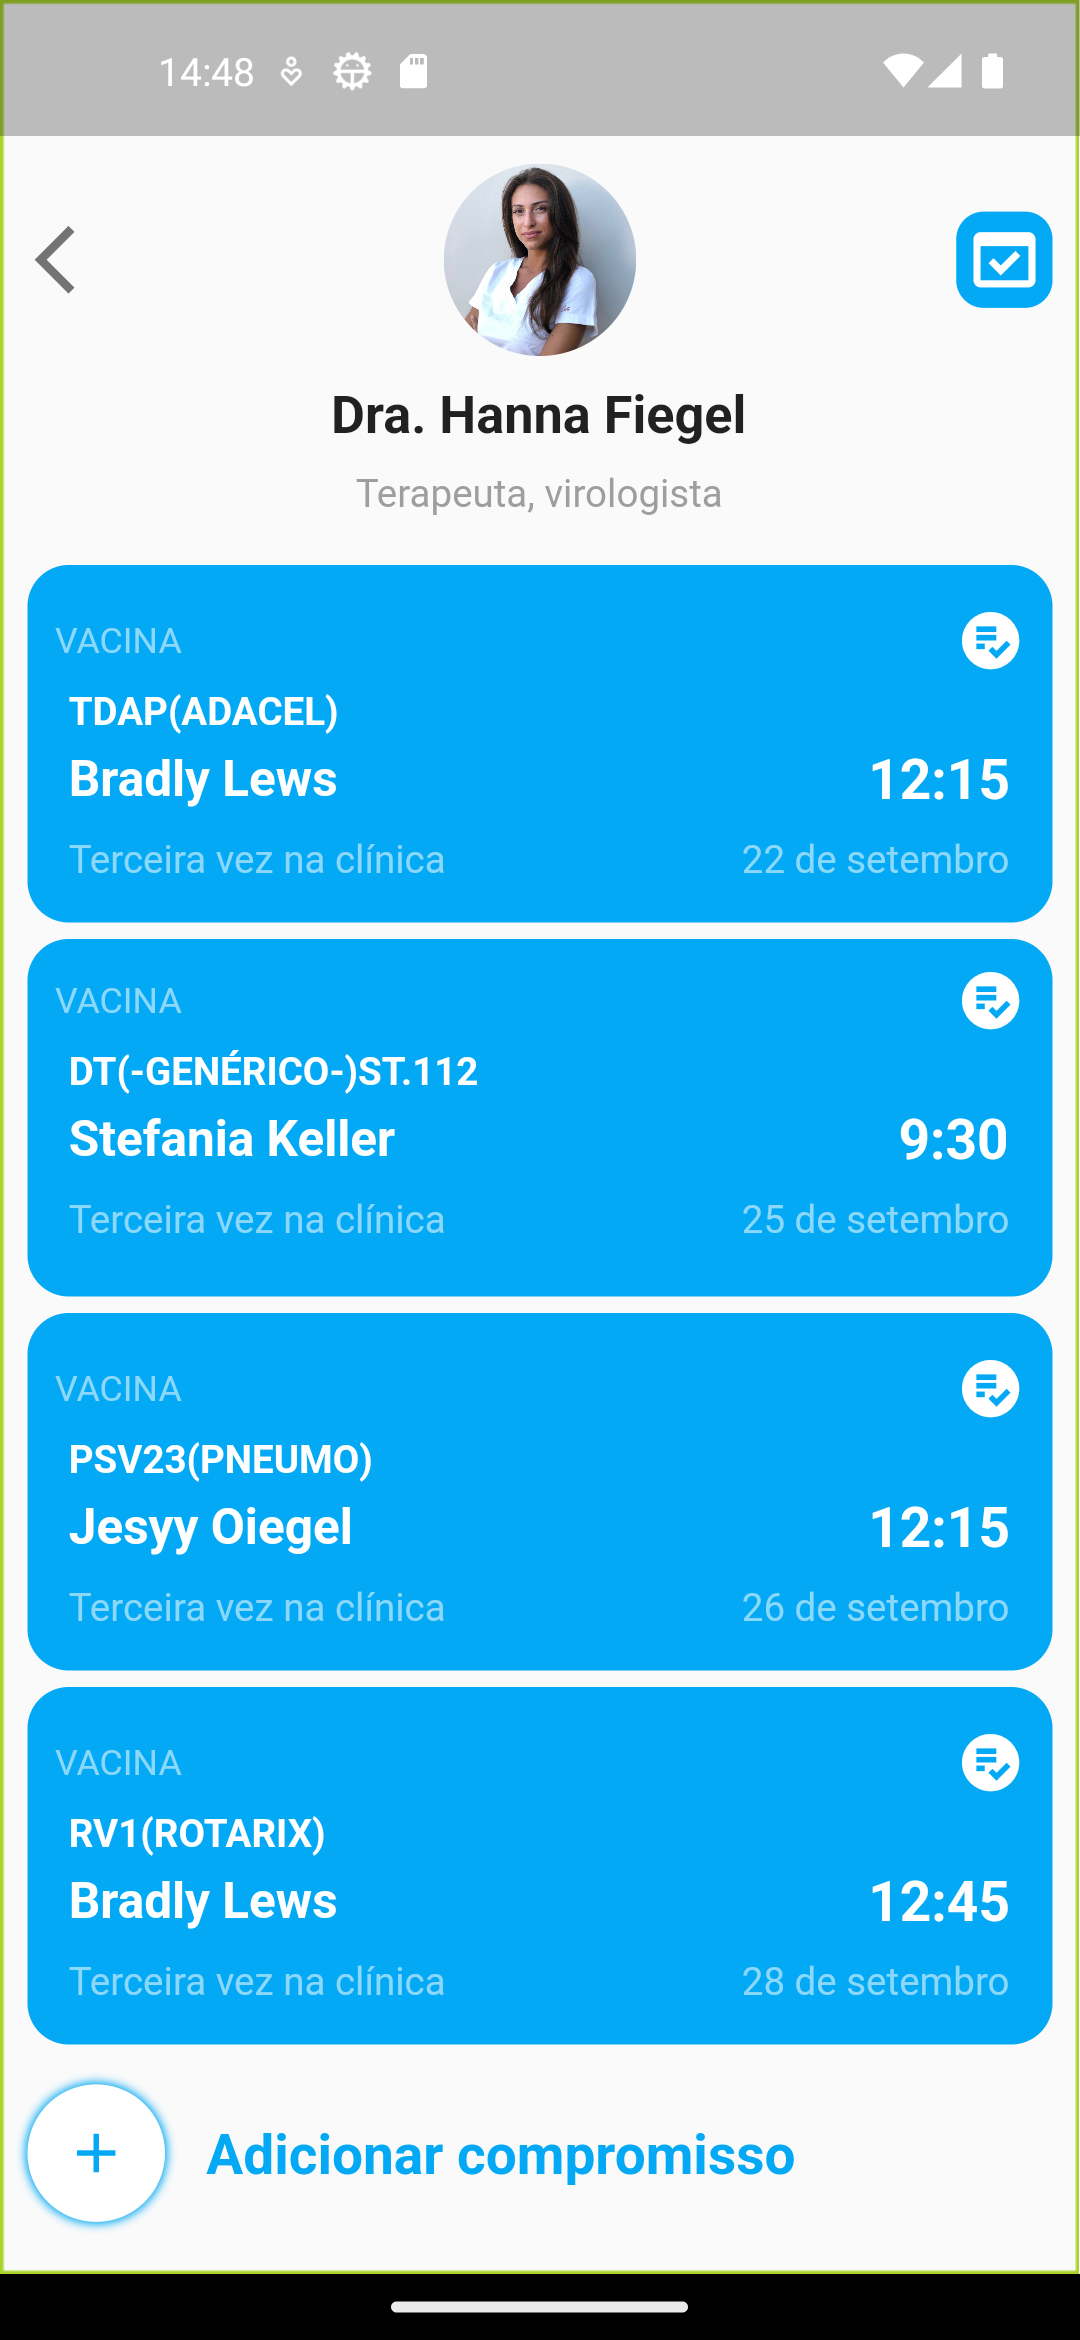 14:48
Dra. Hanna Fiegel
Terapeuta, virologista
VACINA
TDAP(ADACEL)
Bradly Lews 12:15
Terceira vez na clínica 22 de setembro
VACINA
DT(-GENÉRICO-)ST.112
Stefania Keller 9:30
Terceira vez na clínica 25 de setembro
VACINA
PSV23(PNEUMO)
Jesyy Oiegel 12:15
Terceira vez na clínica 26 de setembro
VACINA
RV1(ROTARIX)
Bradly Lews 12:45
Terceira vez na clínica 28 de setembro
Adicionar compromisso